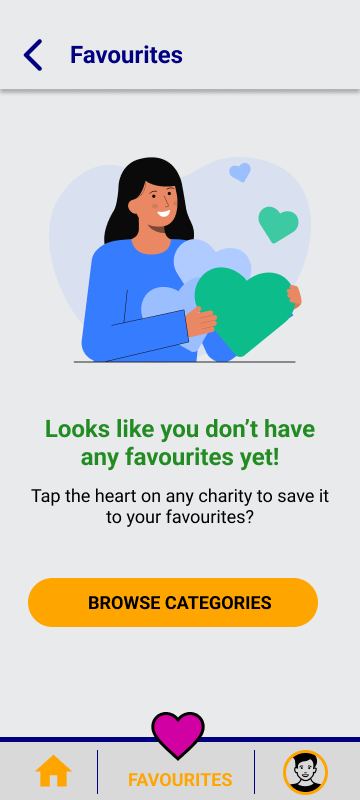 Favourites
Looks like you don’t have
any favourites yet!
Tap the heart on any charity to save it
to your favourites?
BROWSE CATEGORIES
FAVOURITES